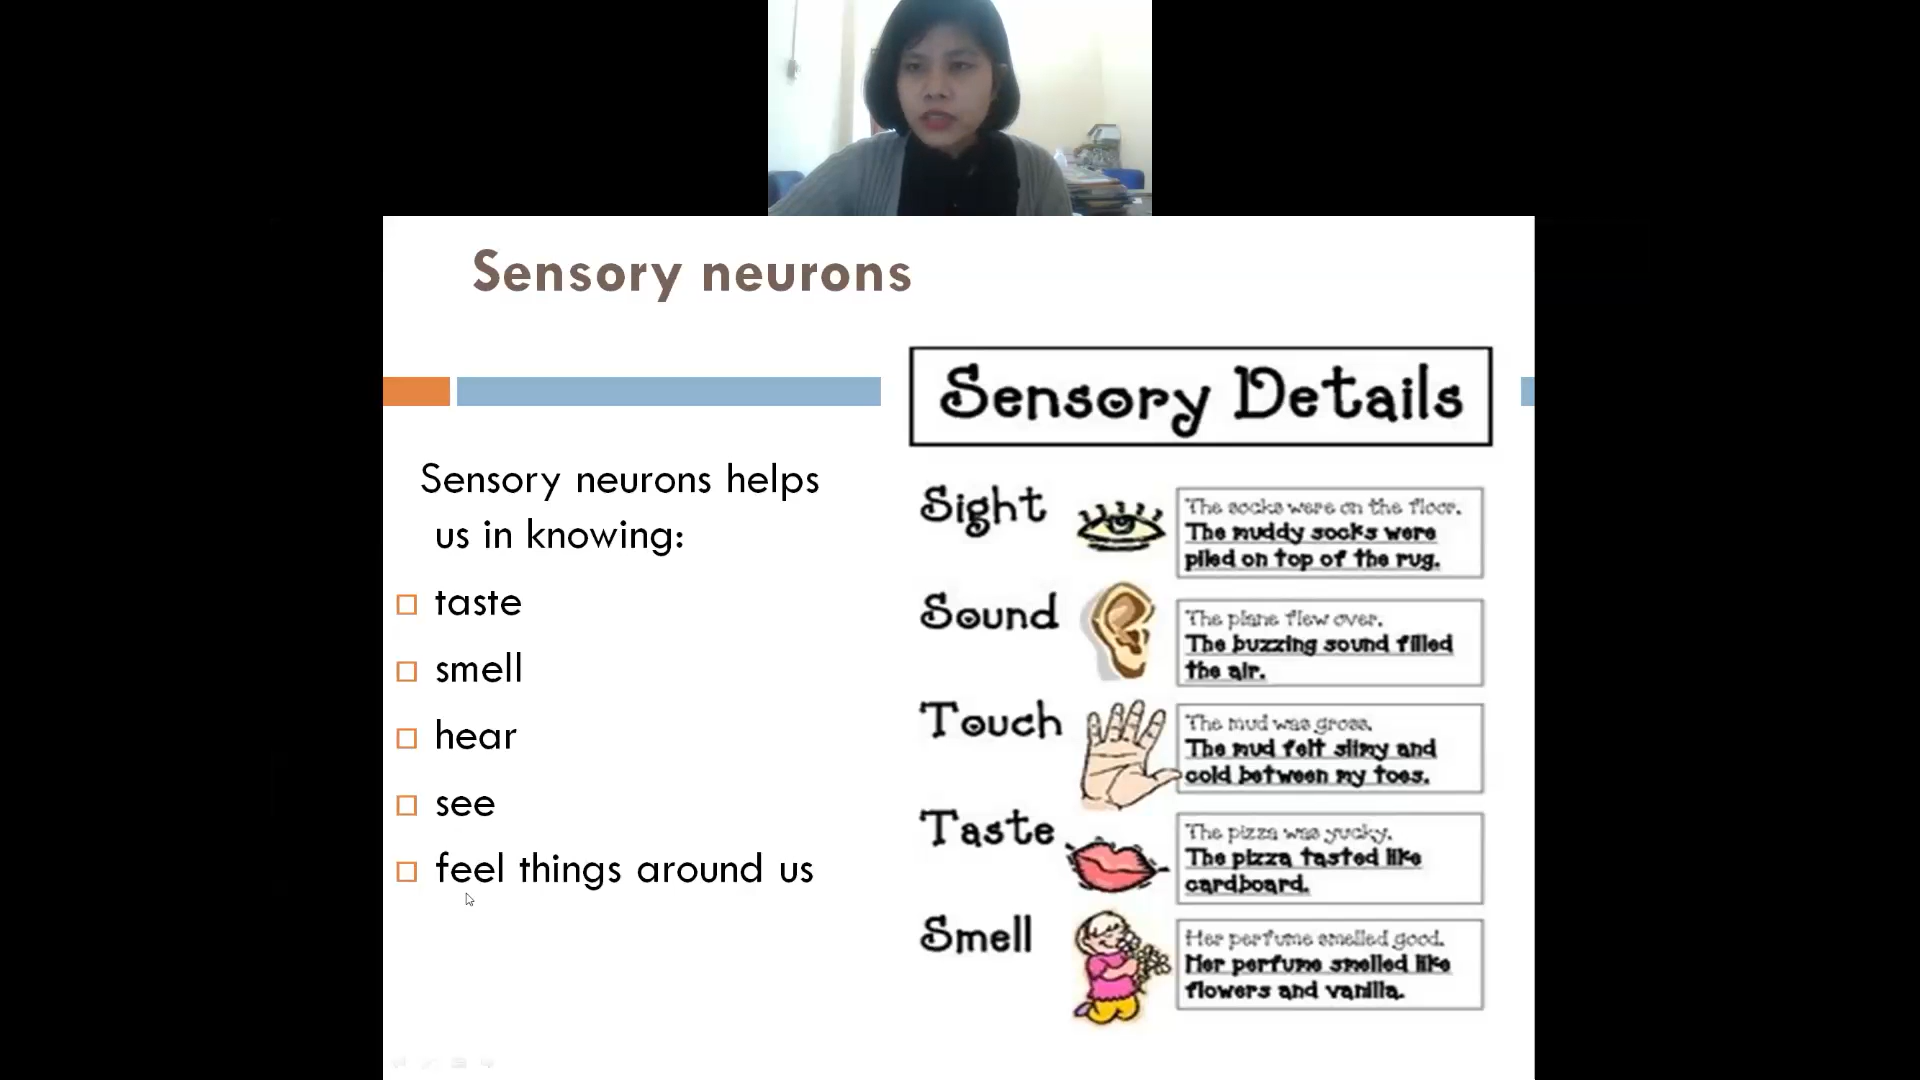 Sensory neurons
Sensory neurons helps
us in knowing:
taste
smell
hear
see
feel things around us
Sensory Details
Sight
The socks were on the floor.
The muddy socks were
piled on top of the rug.
Sound
The plane flew over.
The buzzing sound filled
the air.
Touch
The mud was gross.
The mud felt slimy and
cold between my toes.
Taste
The pizza was yucky.
The pizza tasted like
cardboard.
Smell
Her perfume smelled good.
Her perfume smelled like
flowers and vanilla.